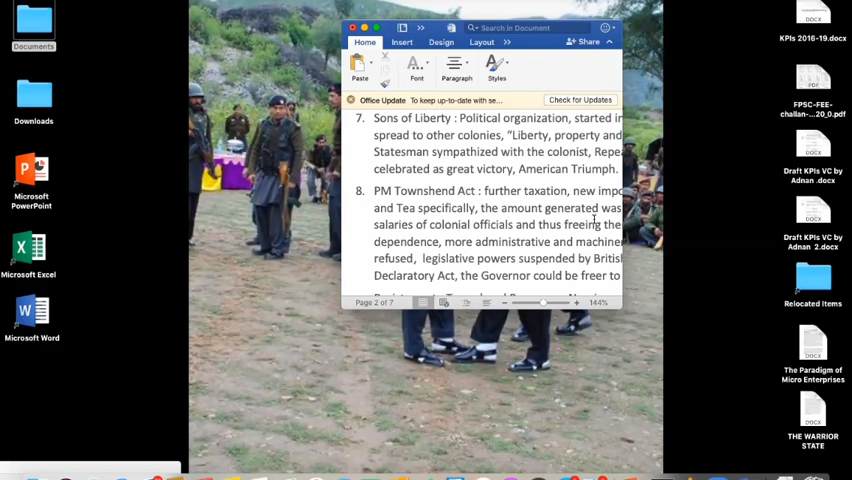 Documents
Downloads
Microsoft
PowerPoint
Microsoft Excel
Microsoft Word
Search in Document
Home Insert Design Layout
Share
Paste
Font
Paragraph
Styles
Office Update To keep up-to-date with se...
Check for Updates
7. Sons of Liberty : Political organization, started in
spread to other colonies, “Liberty, property and
Statesman sympathized with the colonist, Repe
celebrated as great victory, American Triumph.
8. PM Townshend Act : further taxation, new impo
and Tea specifically, the amount generated was
salaries of colonial officials and thus freeing the
dependence, more administrative and machine
refused, legislative powers suspended by British
Declaratory Act, the Governor could be freer to
Page 2 of 7
144%
DOCX
KPIs 2016-19.docx
PDF
FPSC-FEE-
challan-...20_0.pdf
DOCX
Draft KPIs VC by
Adnan .docx
DOCX
Draft KPIs VC by
Adnan 2.docx
Relocated Items
DOCX
The Paradigm of
Micro Enterprises
DOCX
THE WARRIOR
STATE